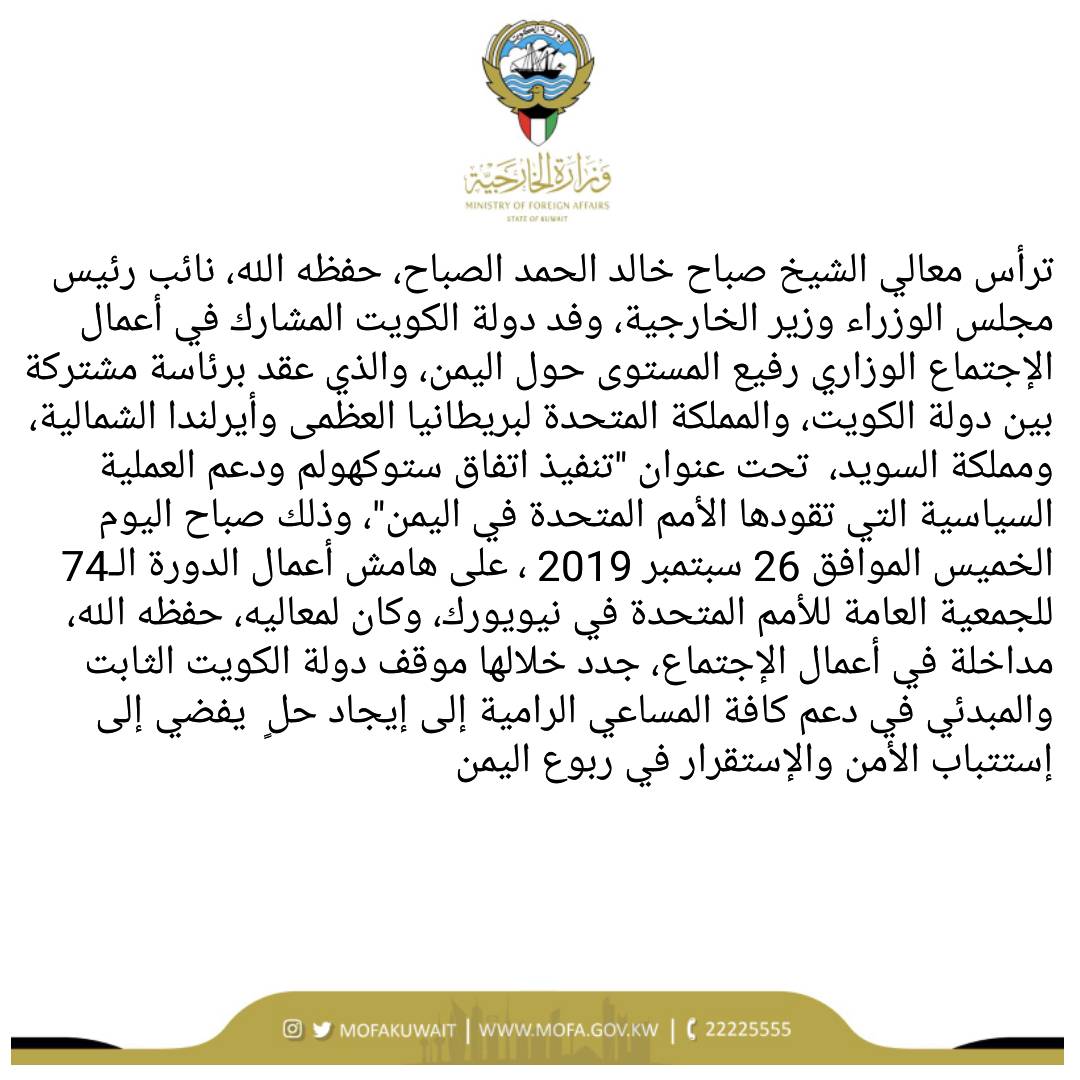 دولة الكويت
وزارة الخارجية
MINISTRY OF FOREIGN AFFAIRS
STATE OF KUWAIT
ترأس معالي الشيخ صباح خالد الحمد الصباح، حفظه الله، نائب رئيس
مجلس الوزراء وزير الخارجية، وفد دولة الكويت المشارك في أعمال
الإجتماع الوزاري رفيع المستوى حول اليمن، والذي عقد برئاسة مشتركة
بين دولة الكويت، والمملكة المتحدة لبريطانيا العظمى وأيرلندا الشمالية،
ومملكة السويد،  تحت عنوان "تنفيذ اتفاق ستوكهولم ودعم العملية
السياسية التي تقودها الأمم المتحدة في اليمن"، وذلك صباح اليوم
الخميس الموافق 26 سبتمبر 2019 ، على هامش أعمال الدورة الـ74
للجمعية العامة للأمم المتحدة في نيويورك، وكان لمعاليه، حفظه الله،
مداخلة في أعمال الإجتماع، جدد خلالها موقف دولة الكويت الثابت
والمبدئي في دعم كافة المساعي الرامية إلى إيجاد حلٍ  يفضي إلى
إستتباب الأمن والإستقرار في ربوع اليمن
MOFAKUWAIT | WWW.MOFA.GOV.KW | 22225555